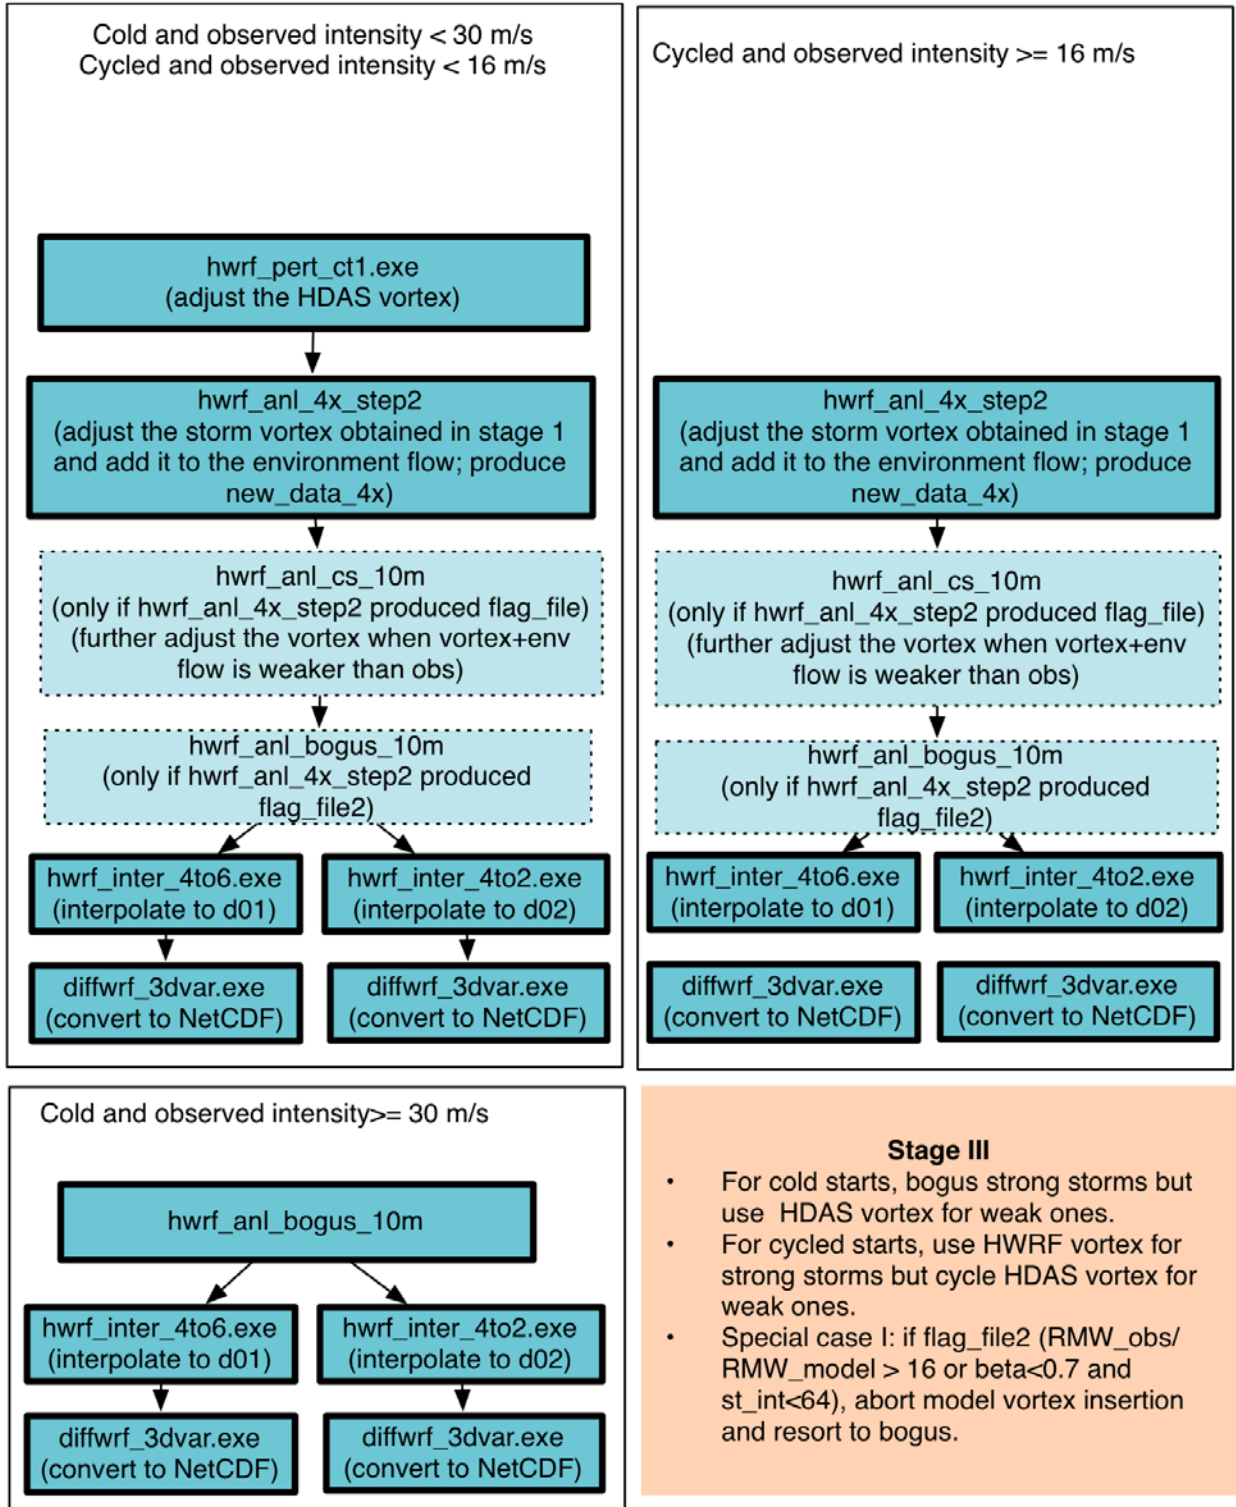 Cold and observed intensity < 30 m/s
Cycled and observed intensity < 16 m/s
hwrf_pert_ct1.exe
(adjust the HDAS vortex)
hwrf_anl_4x_step2
(adjust the storm vortex obtained in stage 1
and add it to the environment flow; produce
new_data_4x)
hwrf_anl_cs_10m
(only if hwrf_anl_4x_step2 produced flag_file)
(further adjust the vortex when vortex+env
flow is weaker than obs)
hwrf_anl_bogus_10m
(only if hwrf_anl_4x_step2 produced
flag_file2)
hwrf_inter_4to6.exe
(interpolate to d01)
hwrf_inter_4to2.exe
(interpolate to d02)
diffwrf_3dvar.exe
(convert to NetCDF)
diffwrf_3dvar.exe
(convert to NetCDF)
Cycled and observed intensity >= 16 m/s
hwrf_anl_4x_step2
(adjust the storm vortex obtained in stage 1
and add it to the environment flow; produce
new_data_4x)
hwrf_anl_cs_10m
(only if hwrf_anl_4x_step2 produced flag_file)
(further adjust the vortex when vortex+env
flow is weaker than obs)
hwrf_anl_bogus_10m
(only if hwrf_anl_4x_step2 produced
flag_file2)
hwrf_inter_4to6.exe
(interpolate to d01)
hwrf_inter_4to2.exe
(interpolate to d02)
diffwrf_3dvar.exe
(convert to NetCDF)
diffwrf_3dvar.exe
(convert to NetCDF)
Cold and observed intensity>= 30 m/s
hwrf_anl_bogus_10m
hwrf_inter_4to6.exe
(interpolate to d01)
hwrf_inter_4to2.exe
(interpolate to d02)
diffwrf_3dvar.exe
(convert to NetCDF)
diffwrf_3dvar.exe
(convert to NetCDF)
Stage III
• For cold starts, bogus strong storms but
use HDAS vortex for weak ones.
• For cycled starts, use HWRF vortex for
strong storms but cycle HDAS vortex for
weak ones.
• Special case I: if flag_file2 (RMW_obs/
RMW_model > 16 or beta<0.7 and
st_int<64), abort model vortex insertion
and resort to bogus.